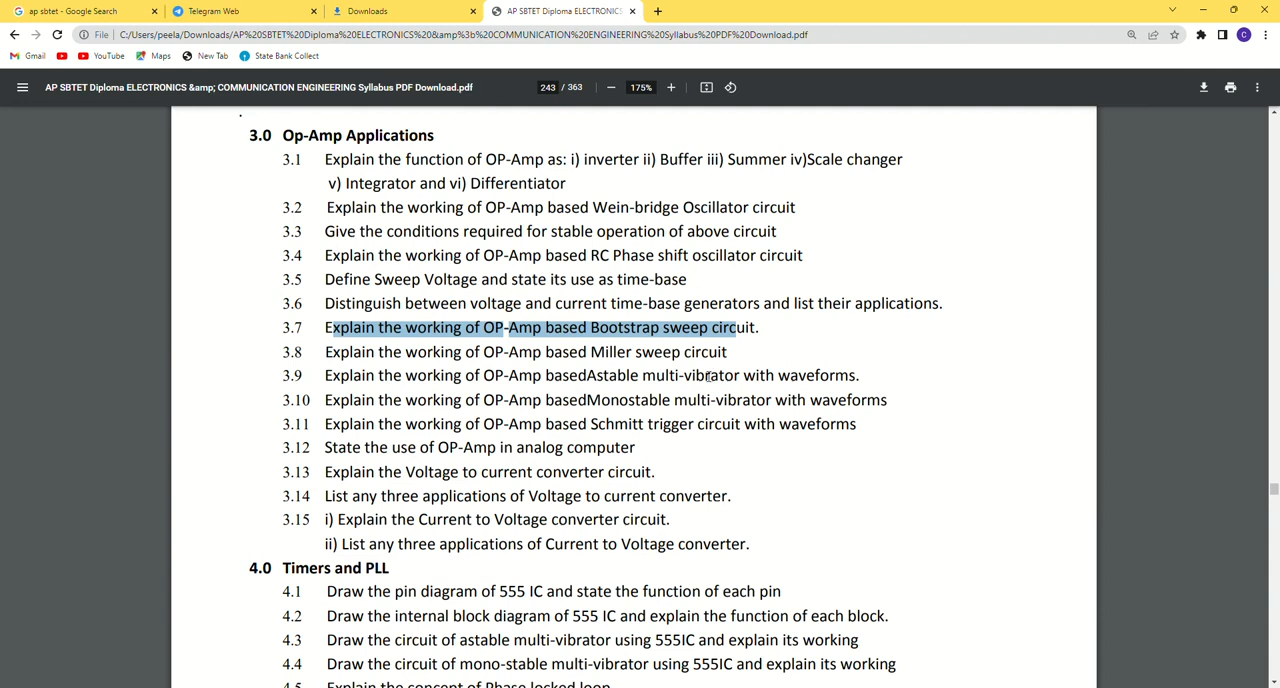 ap sbtet - Google Search
Telegram Web
Downloads
AP SBTET Diploma ELECTRONICS
File
C:/Users/peela/Downloads/AP%20SBTET%20Diploma%20ELECTRONICS%20&amp%3b%20COMMUNICATION%20ENGINEERING%20Syllabus%20PDF%20Download.pdf
C
Gmail
YouTube
Maps
New Tab
State Bank Collect
AP SBTET Diploma ELECTRONICS &amp; COMMUNICATION ENGINEERING Syllabus PDF Download.pdf
243 / 363
175%
3.0 Op-Amp Applications
3.1 Explain the function of OP-Amp as: i) inverter ii) Buffer iii) Summer iv)Scale changer
v) Integrator and vi) Differentiator
3.2 Explain the working of OP-Amp based Wein-bridge Oscillator circuit
3.3 Give the conditions required for stable operation of above circuit
3.4 Explain the working of OP-Amp based RC Phase shift oscillator circuit
3.5 Define Sweep Voltage and state its use as time-base
3.6 Distinguish between voltage and current time-base generators and list their applications.
3.7 Explain the working of OP-Amp based Bootstrap sweep circuit.
3.8 Explain the working of OP-Amp based Miller sweep circuit
3.9 Explain the working of OP-Amp basedAstable multi-vibrator with waveforms.
3.10 Explain the working of OP-Amp basedMonostable multi-vibrator with waveforms
3.11 Explain the working of OP-Amp based Schmitt trigger circuit with waveforms
3.12 State the use of OP-Amp in analog computer
3.13 Explain the Voltage to current converter circuit.
3.14 List any three applications of Voltage to current converter.
3.15 i) Explain the Current to Voltage converter circuit.
ii) List any three applications of Current to Voltage converter.
4.0 Timers and PLL
4.1 Draw the pin diagram of 555 IC and state the function of each pin
4.2 Draw the internal block diagram of 555 IC and explain the function of each block.
4.3 Draw the circuit of astable multi-vibrator using 555IC and explain its working
4.4 Draw the circuit of mono-stable multi-vibrator using 555IC and explain its working
4.5 Explain the concept of Phase locked loop